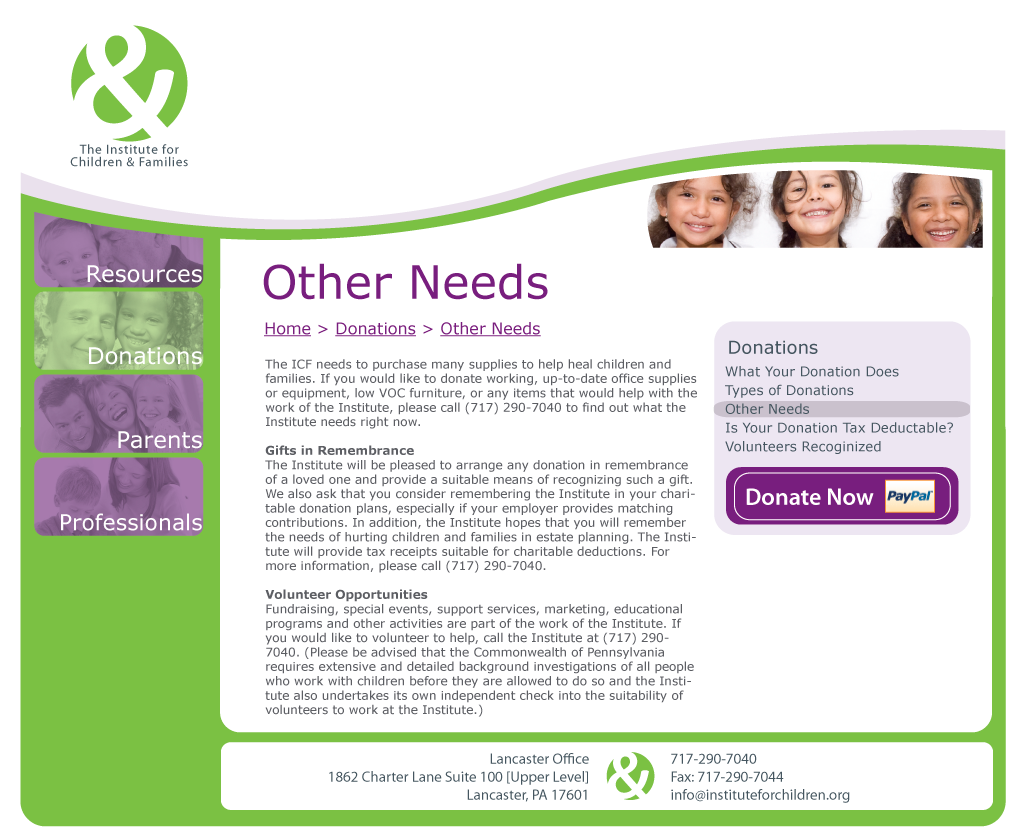 &
The Institute for
Children & Families
Resources
Donations
Parents
Professionals
Other Needs
Home > Donations > Other Needs
The ICF needs to purchase many supplies to help heal children and
families. If you would like to donate working, up-to-date office supplies
or equipment, low VOC furniture, or any items that would help with the
work of the Institute, please call (717) 290-7040 to find out what the
Institute needs right now.
Gifts in Remembrance
The Institute will be pleased to arrange any donation in remembrance
of a loved one and provide a suitable means of recognizing such a gift.
We also ask that you consider remembering the Institute in your chari-
table donation plans, especially if your employer provides matching
contributions. In addition, the Institute hopes that you will remember
the needs of hurting children and families in estate planning. The Insti-
tute will provide tax receipts suitable for charitable deductions. For
more information, please call (717) 290-7040.
Volunteer Opportunities
Fundraising, special events, support services, marketing, educational
programs and other activities are part of the work of the Institute. If
you would like to volunteer to help, call the Institute at (717) 290-
7040. (Please be advised that the Commonwealth of Pennsylvania
requires extensive and detailed background investigations of all people
who work with children before they are allowed to do so and the Insti-
tute also undertakes its own independent check into the suitability of
volunteers to work at the Institute.)
Donations
What Your Donation Does
Types of Donations
Other Needs
Is Your Donation Tax Deductable?
Volunteers Recoginized
Donate Now PayPal
Lancaster Office
1862 Charter Lane Suite 100 [Upper Level]
Lancaster, PA 17601
&
717-290-7040
Fax: 717-290-7044
info@instituteforchildren.org